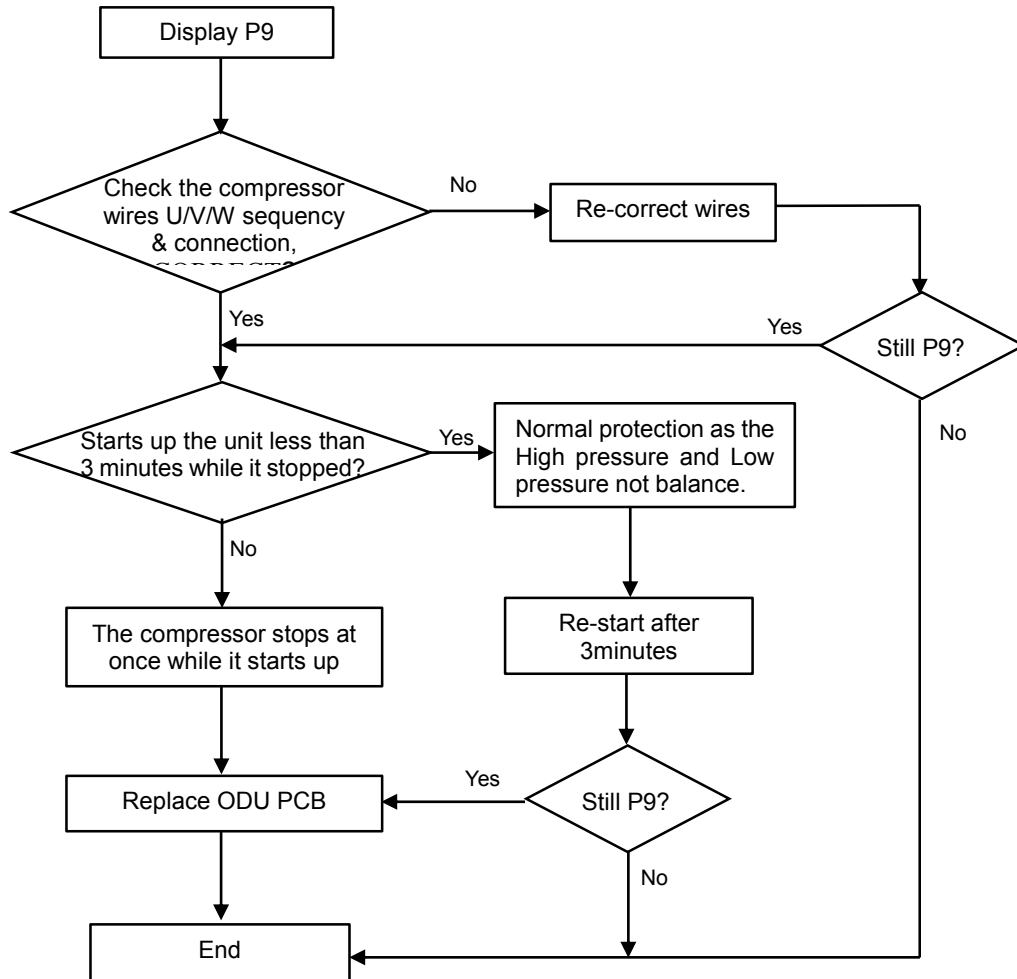 Display P9
Check the compressor
wires U/V/W sequency
& connection,
No
Re-correct wires
Yes
Yes
Still P9?
No
Starts up the unit less than
3 minutes while it stopped?
Yes
Normal protection as the
High pressure and Low
pressure not balance.
No
The compressor stops at
once while it starts up
Re-start after
3minutes
Yes
Replace ODU PCB
Still P9?
No
End